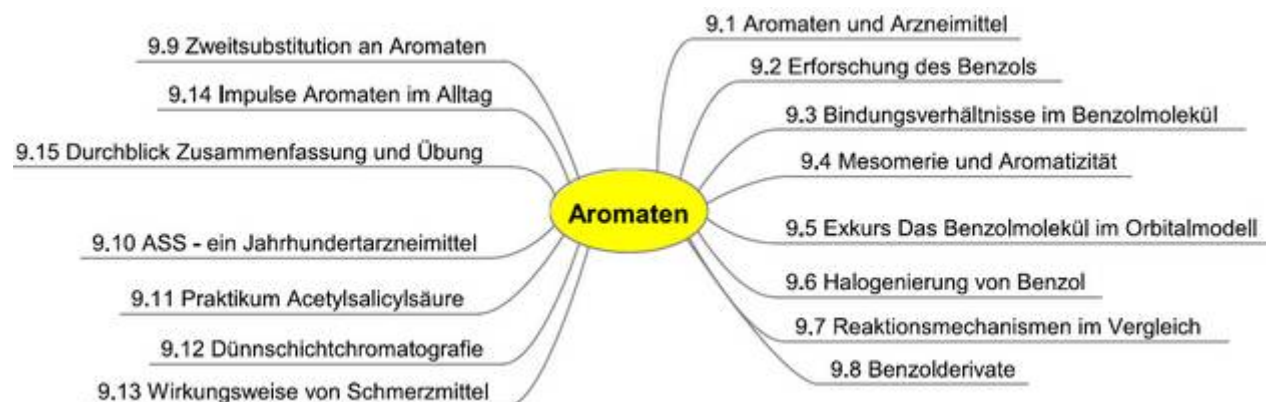 9.9 Zweitsubstitution an Aromaten
9.14 Impulse Aromaten im Alltag
9.15 Durchblick Zusammenfassung und Übung
9.10 ASS - ein Jahrhundertarzneimittel
9.11 Praktikum Acetylsalicylsäure
9.12 Dünnschichtchromatografie
9.13 Wirkungsweise von Schmerzmittel
Aromaten
9.1 Aromaten und Arzneimittel
9.2 Erforschung des Benzols
9.3 Bindungsverhältnisse im Benzolmolekül
9.4 Mesomerie und Aromatizität
9.5 Exkurs Das Benzolmolekül im Orbitalmodell
9.6 Halogenierung von Benzol
9.7 Reaktionsmechanismen im Vergleich
9.8 Benzolderivate